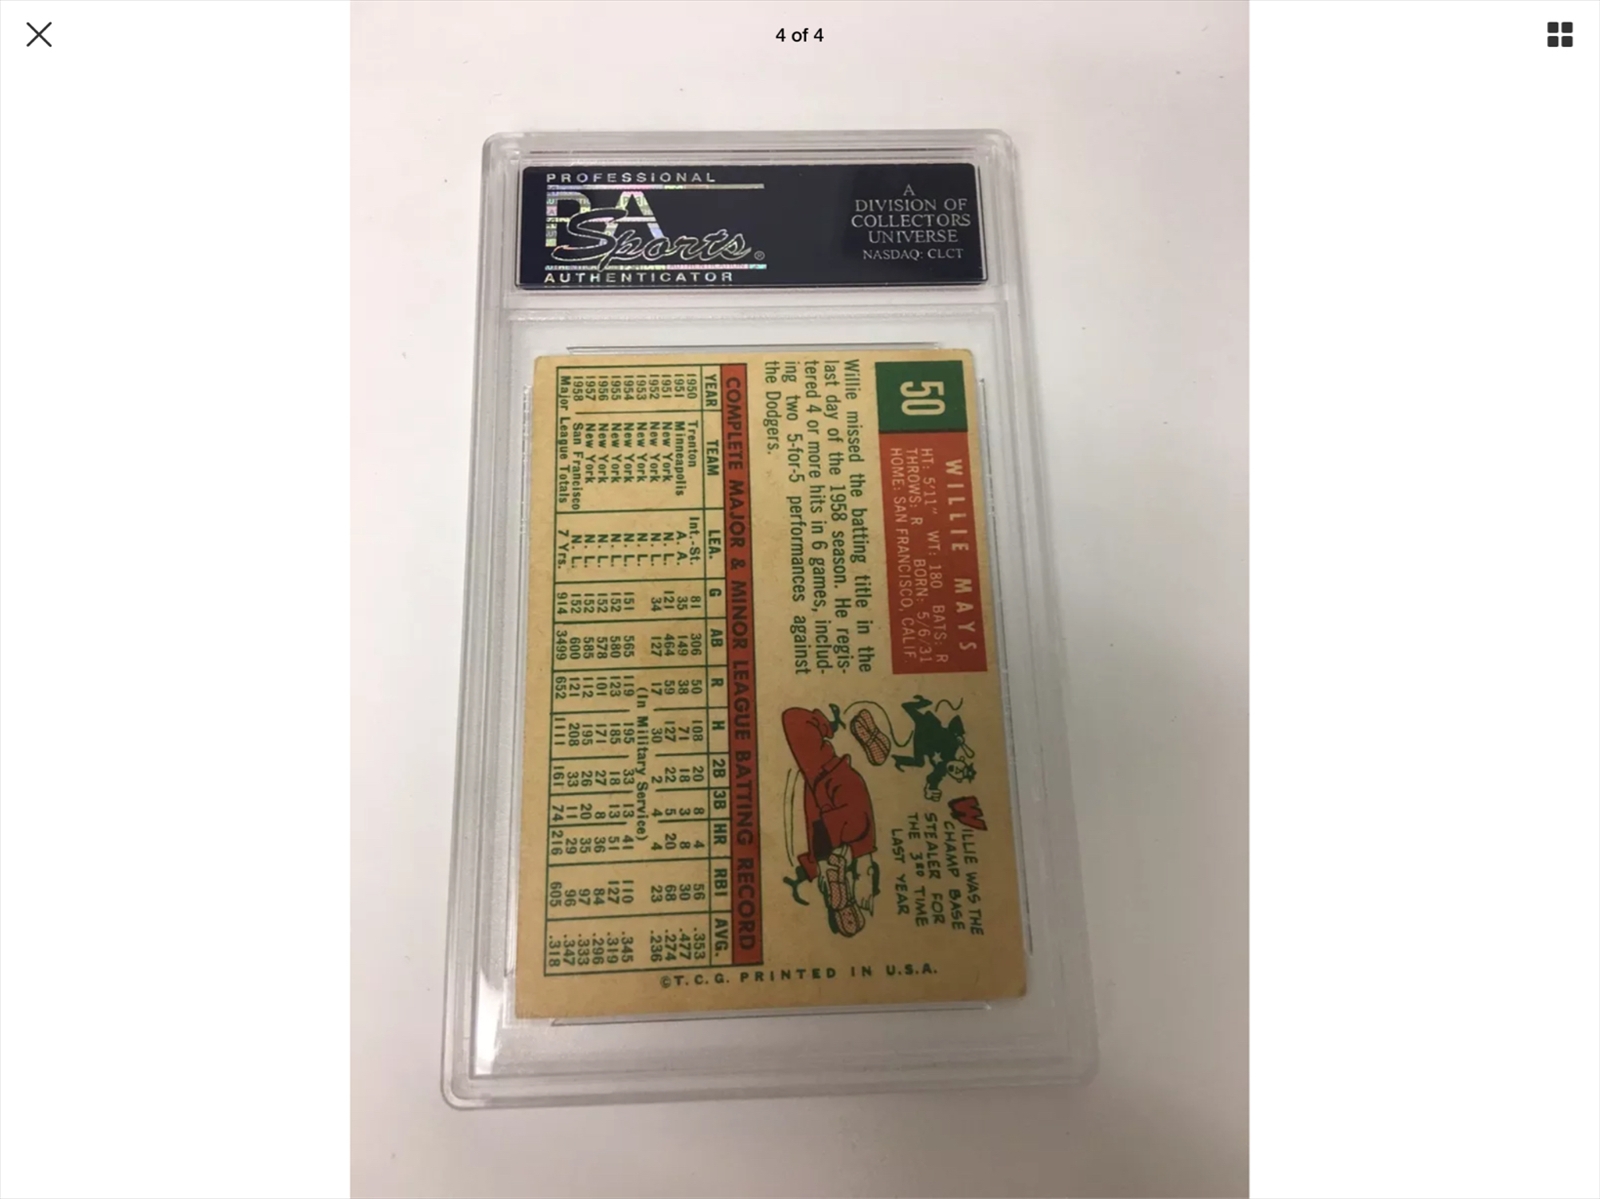 4 of 4
PROFESSIONAL
PSA
Sports®
AUTHENTICATOR
A
DIVISION OF
COLLECTORS
UNIVERSE
NASDAQ: CLCT
50
WILLIE MAYS
HT: 5'11" WT: 180 BATS: R
THROWS: R BORN: 5/6/31
HOME: SAN FRANCISCO, CALIF.
Willie missed the batting title in the
last day of the 1958 season. He regis-
tered 4 or more hits in 6 games, includ-
ing two 5-for-5 performances against
the Dodgers.
WILLIE WAS THE
CHAMP BASE
STEALER FOR
THE 3RD TIME
LAST YEAR
COMPLETE MAJOR & MINOR LEAGUE BATTING RECORD
YEAR TEAM LEA. G AB R H 2B 3B HR RBI AVG.
1950 Trenton Int.-St. 81 306 50 108 20 8 4 56 .353
1951 Minneapolis A. A. 35 149 38 71 18 3 8 30 .477
1951 New York N. L. 121 464 59 127 22 5 20 68 .274
1952 New York N. L. 34 127 17 30 2 4 4 23 .236
1953 New York N. L. (In Military Service)
1954 New York N. L. 151 565 119 195 33 13 41 110 .345
1955 New York N. L. 152 580 123 185 18 13 51 127 .319
1956 New York N. L. 152 578 101 171 27 8 36 84 .296
1957 New York N. L. 152 585 112 195 26 20 35 97 .333
1958 San Francisco N. L. 152 600 121 208 33 11 29 96 .347
Major League Totals 7 Yrs. 914 3499 652 1111 161 74 216 605 .318
©T. C. G. PRINTED IN U.S.A.